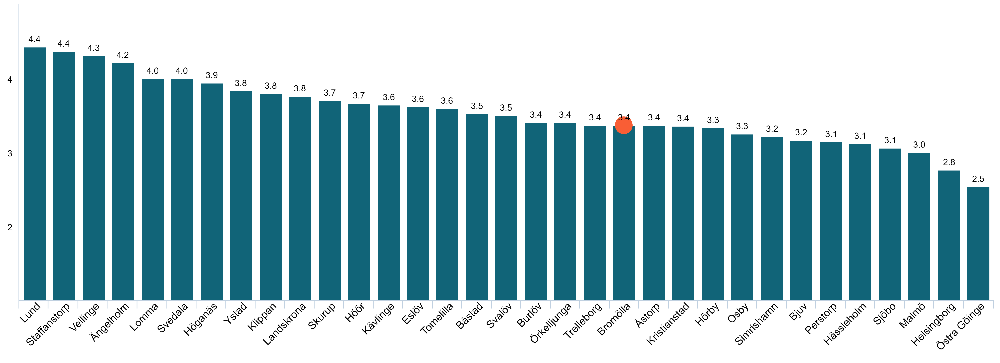 4.4
4.4
4.3
4.2
4.0
4.0
3.9
3.8
3.8
3.8
3.7
3.7
3.6
3.6
3.6
3.5
3.5
3.4
3.4
3.4
3.4
3.4
3.4
3.3
3.3
3.2
3.2
3.1
3.1
3.1
3.0
2.8
2.5
4
3
2
Lund
Staffanstorp
Vellinge
Ängelholm
Lomma
Svedala
Höganäs
Ystad
Klippan
Landskrona
Skurup
Höör
Kävlinge
Eslöv
Tomelilla
Båstad
Svalöv
Burlöv
Örkelljunga
Trelleborg
Bromölla
Åstorp
Kristianstad
Hörby
Osby
Simrishamn
Bjuv
Perstorp
Hässleholm
Sjöbo
Malmö
Helsingborg
Östra Göinge